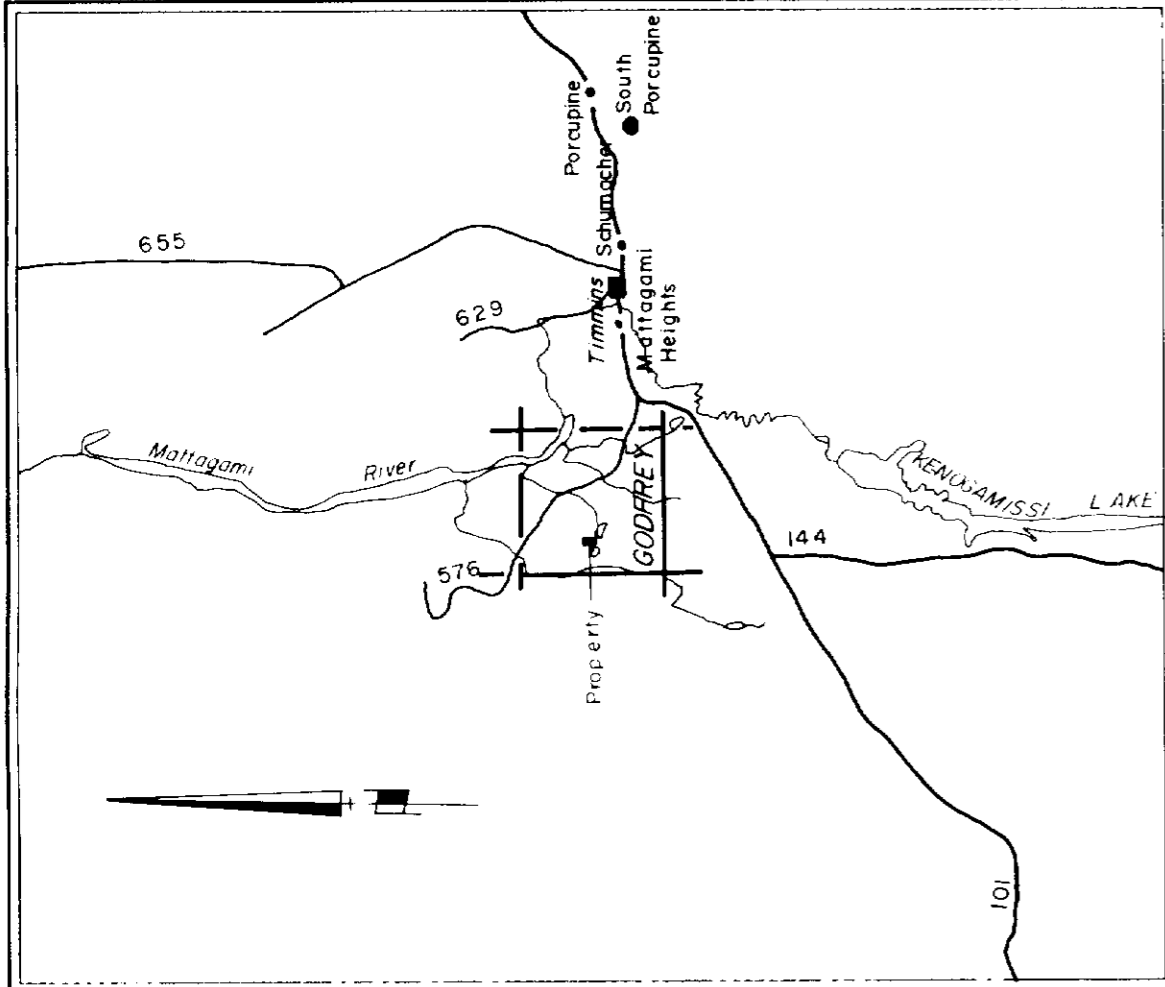 655
629
Porcupine
South
Porcupine
Schumacher
Timmins
Mattagami
Heights
Mattagami River
576
GODFREY
Property
KENOGAMISSI LAKE
144
101